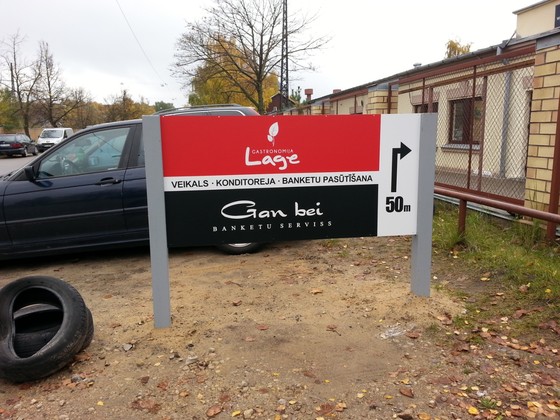 GASTRONOMIJA
Lage
VEIKALS · KONDITOREJA · BANKETU PASŪTĪŠANA
Gan bei
BANKETU SERVISS
50m